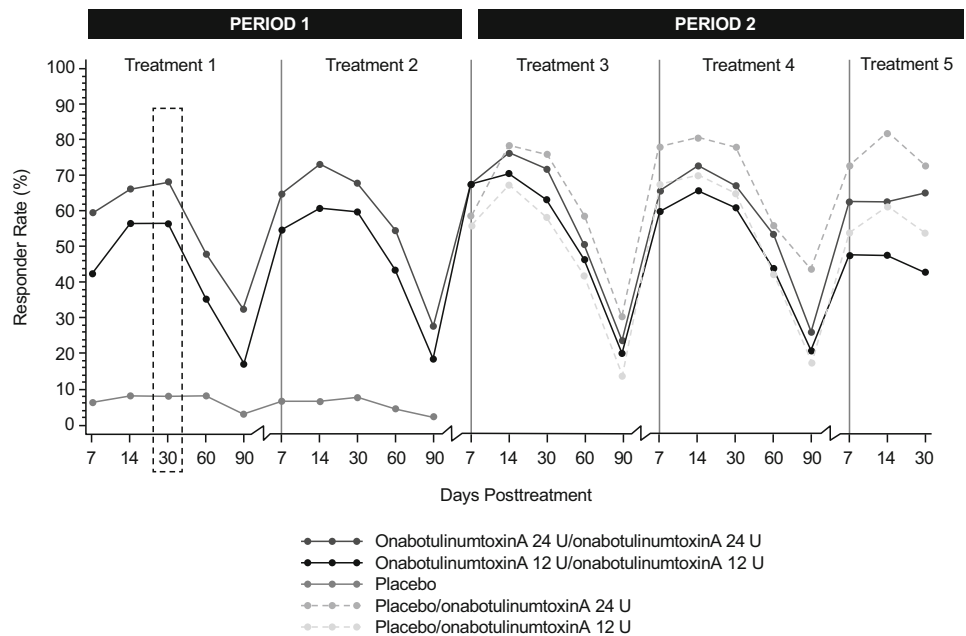 PERIOD 1 PERIOD 2
Treatment 1 Treatment 2 Treatment 3 Treatment 4 Treatment 5
100
90
80
70
60
50
40
30
20
10
0
Responder Rate (%)
7 14 30 60 90 7 14 30 60 90 7 14 30 60 90 7 14 30 60 90 7 14 30
Days Posttreatment
OnabotulinumtoxinA 24 U/onabotulinumtoxinA 24 U
OnabotulinumtoxinA 12 U/onabotulinumtoxinA 12 U
Placebo
Placebo/onabotulinumtoxinA 24 U
Placebo/onabotulinumtoxinA 12 U